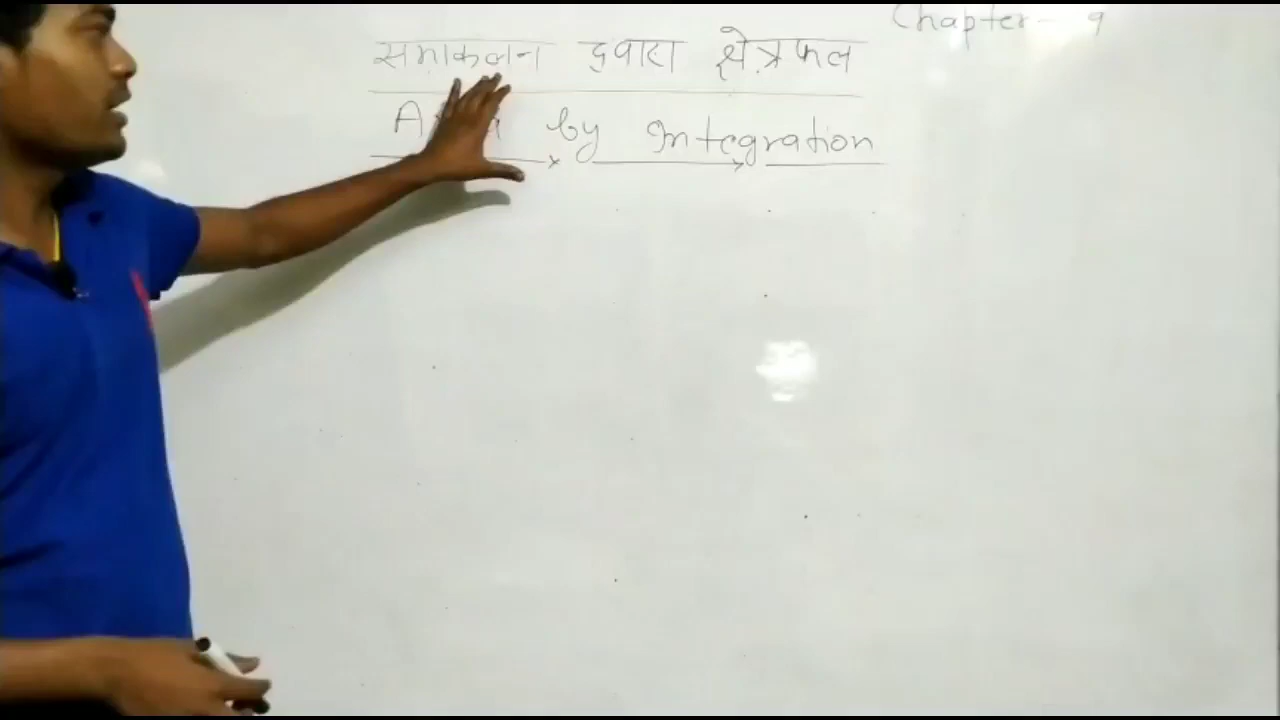 Chapter- 9
समाकलन द्वारा क्षेत्रफल
by Integration